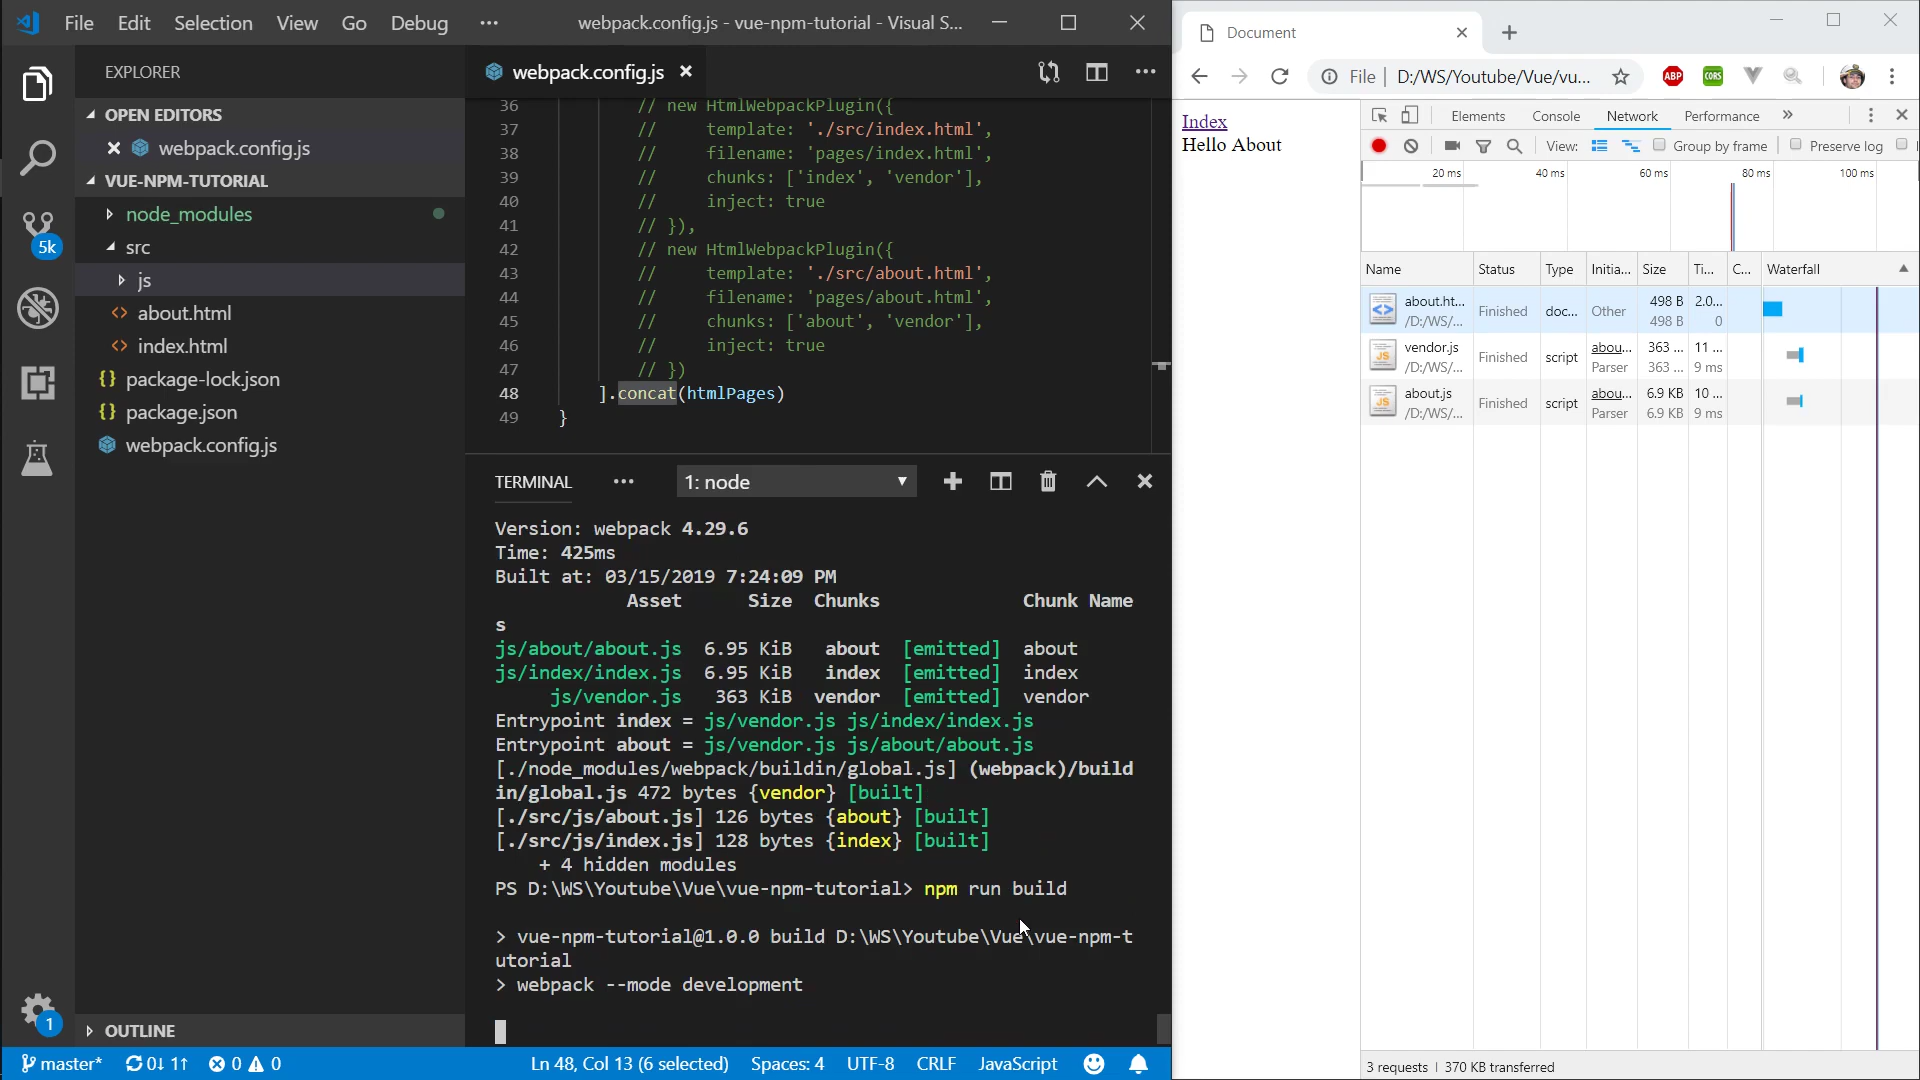 File Edit Selection View Go Debug ··· webpack.config.js - vue-npm-tutorial - Visual S...
EXPLORER
OPEN EDITORS
webpack.config.js
VUE-NPM-TUTORIAL
node_modules
src
js
about.html
index.html
package-lock.json
package.json
webpack.config.js
OUTLINE
5k
1
webpack.config.js
36 // new HtmlWebpackPlugin({
37 // template: './src/index.html',
38 // filename: 'pages/index.html',
39 // chunks: ['index', 'vendor'],
40 // inject: true
41 // }),
42 // new HtmlWebpackPlugin({
43 // template: './src/about.html',
44 // filename: 'pages/about.html',
45 // chunks: ['about', 'vendor'],
46 // inject: true
47 // })
48 ].concat(htmlPages)
49 }
TERMINAL ··· 1: node
Version: webpack 4.29.6
Time: 425ms
Built at: 03/15/2019 7:24:09 PM
Asset Size Chunks Chunk Name
s
js/about/about.js 6.95 KiB about [emitted] about
js/index/index.js 6.95 KiB index [emitted] index
js/vendor.js 363 KiB vendor [emitted] vendor
Entrypoint index = js/vendor.js js/index/index.js
Entrypoint about = js/vendor.js js/about/about.js
[./node_modules/webpack/buildin/global.js] (webpack)/build
in/global.js 472 bytes {vendor} [built]
[./src/js/about.js] 126 bytes {about} [built]
[./src/js/index.js] 128 bytes {index} [built]
+ 4 hidden modules
PS D:\WS\Youtube\Vue\vue-npm-tutorial> npm run build
> vue-npm-tutorial@1.0.0 build D:\WS\Youtube\Vue\vue-npm-t
utorial
> webpack --mode development
master* 0↓ 1↑ 0 0 Ln 48, Col 13 (6 selected) Spaces: 4 UTF-8 CRLF JavaScript
Document
File | D:/WS/Youtube/Vue/vu... ABP CORS
Index
Hello About
Elements Console Network Performance »
View: Group by frame Preserve log
20 ms 40 ms 60 ms 80 ms 100 ms
Name Status Type Initia... Size Ti... C... Waterfall
about.ht... Finished doc... Other 498 B 2.0...
/D:/WS/... 498 B 0
vendor.js Finished script abou... 363 ... 11 ...
/D:/WS/... Parser 363 ... 9 ms
about.js Finished script abou... 6.9 KB 10 ...
/D:/WS/... Parser 6.9 KB 9 ms
3 requests | 370 KB transferred